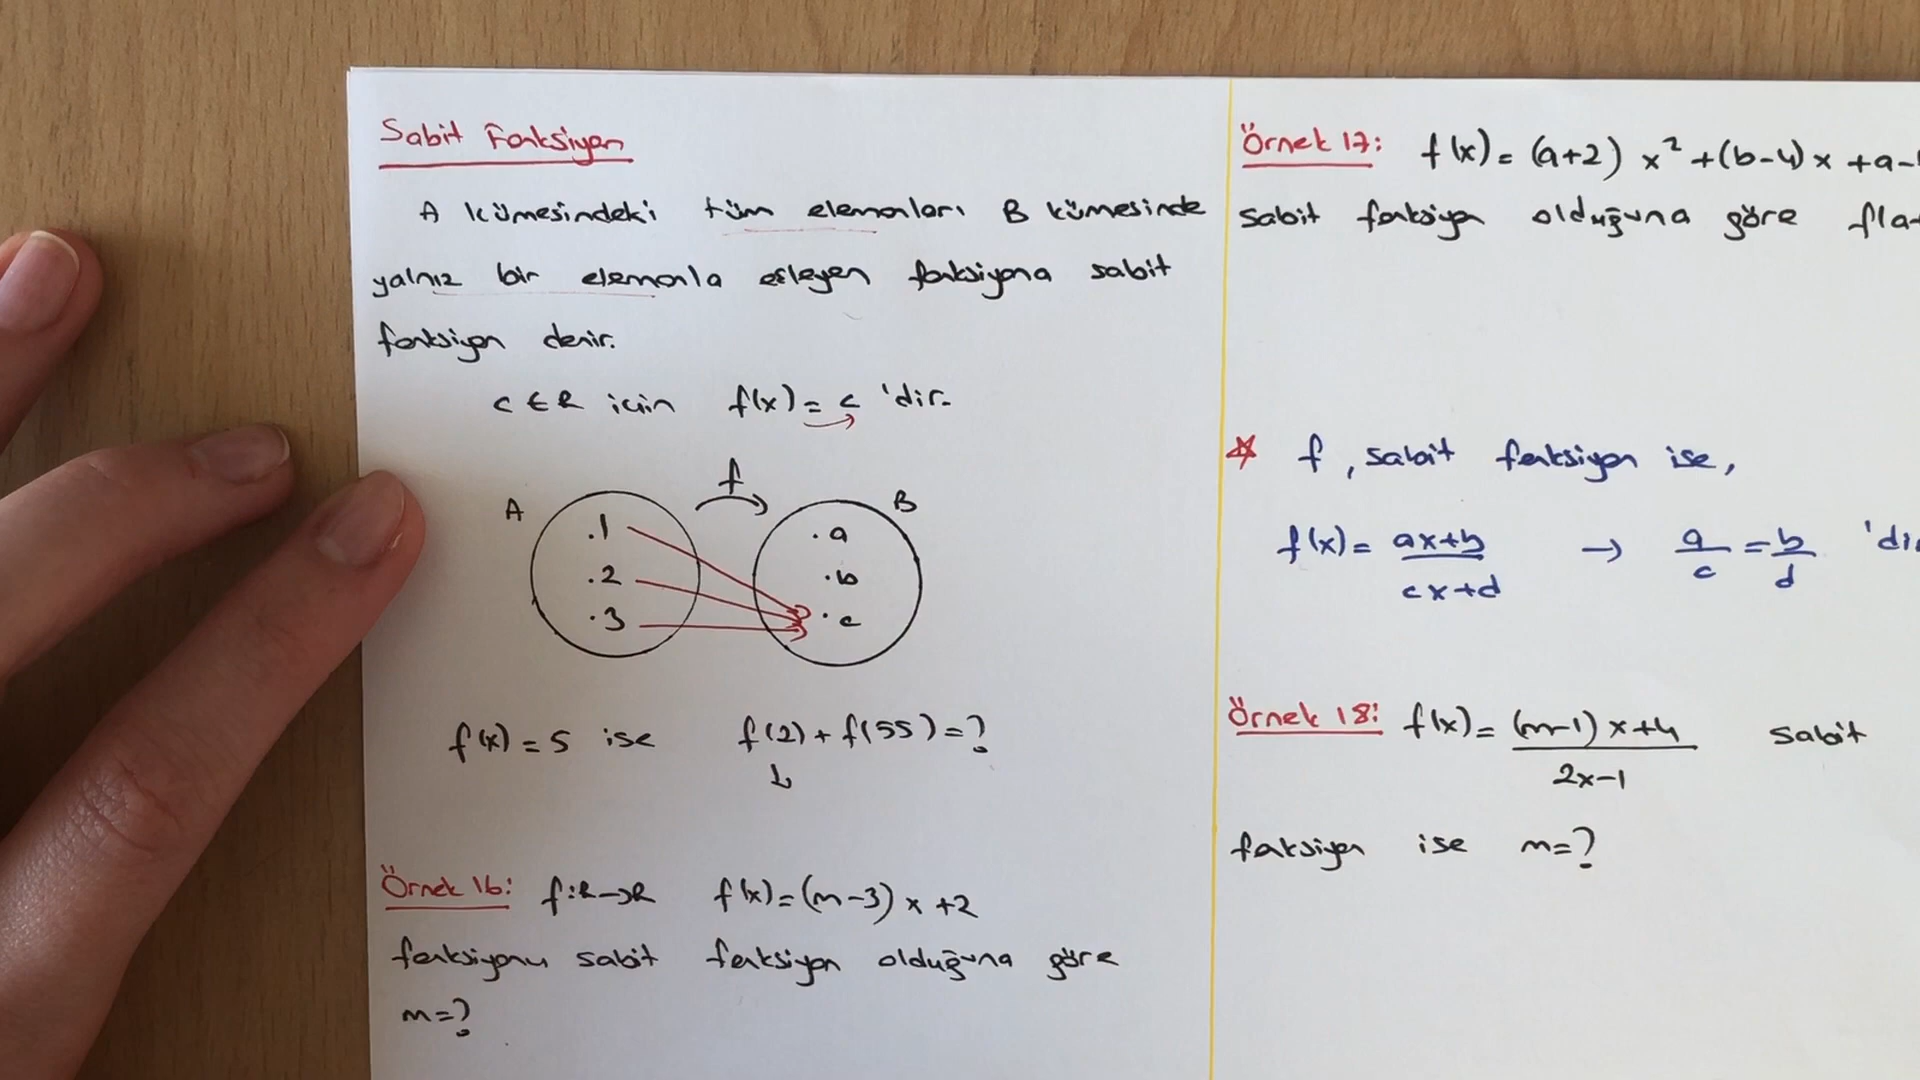 Sabit Fonksiyon
A kümesindeki tüm elemanları B kümesinde
yalnız bir elemanla eşleyen fonksiyona sabit
fonksiyon denir.
c ∈ R için f(x) = c 'dir.
f
A B
.1 .a
.2 .b
.3 .c
f(x) = 5 ise f(2) + f(55) = ?
Örnek 16: f:R→R f(x) = (m-3) x +2
fonksiyonu sabit fonksiyon olduğuna göre
m=?
Örnek 17: f(x) = (a+2) x² + (b-4) x + a-
sabit fonksiyon olduğuna göre f(a
☆ f, sabit fonksiyon ise,
f(x) = ax+b / cx+d → a/c = b/d 'di
Örnek 18: f(x) = (m-1) x+4 / 2x-1 sabit
fonksiyon ise m=?